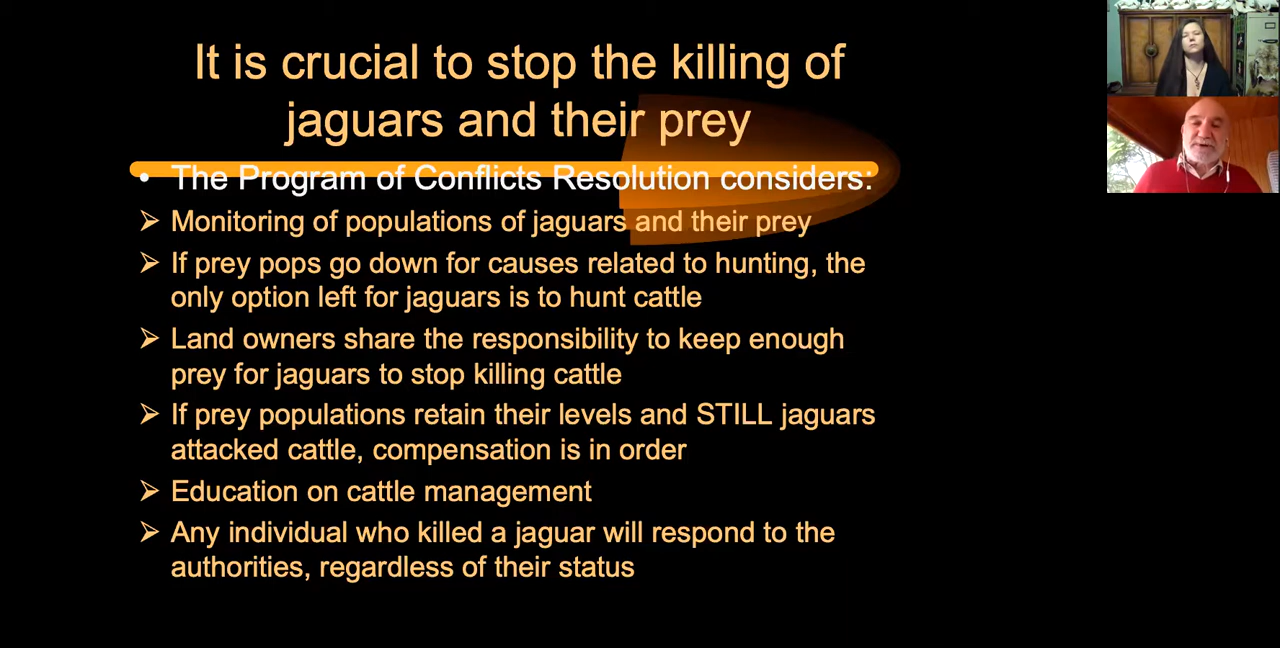 It is crucial to stop the killing of
jaguars and their prey
• The Program of Conflicts Resolution considers:
➢ Monitoring of populations of jaguars and their prey
➢ If prey pops go down for causes related to hunting, the
only option left for jaguars is to hunt cattle
➢ Land owners share the responsibility to keep enough
prey for jaguars to stop killing cattle
➢ If prey populations retain their levels and STILL jaguars
attacked cattle, compensation is in order
➢ Education on cattle management
➢ Any individual who killed a jaguar will respond to the
authorities, regardless of their status